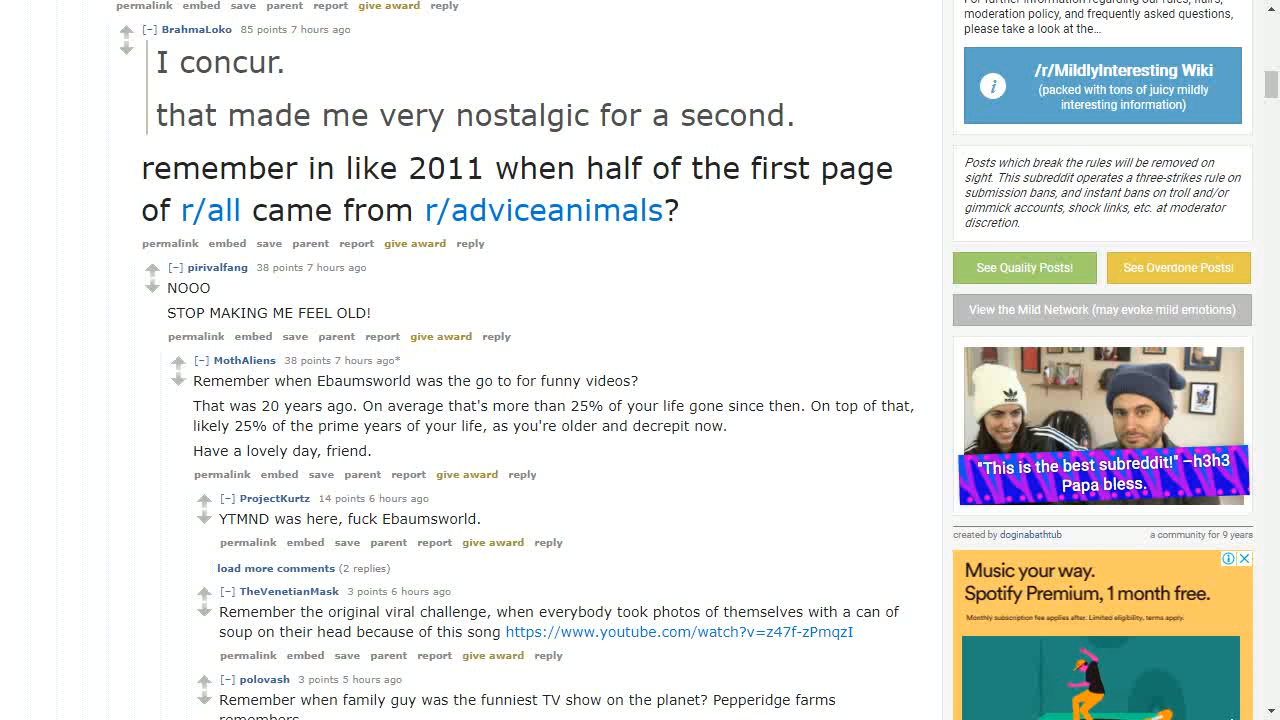 permalink embed save parent report give award reply
[–] BrahmaLoko 85 points 7 hours ago
I concur.
that made me very nostalgic for a second.
remember in like 2011 when half of the first page
of r/all came from r/adviceanimals?
permalink embed save parent report give award reply
[–] pirivalfang 38 points 7 hours ago
NOOO
STOP MAKING ME FEEL OLD!
permalink embed save parent report give award reply
[–] MothAliens 38 points 7 hours ago*
Remember when Ebaumsworld was the go to for funny videos?
That was 20 years ago. On average that's more than 25% of your life gone since then. On top of that,
likely 25% of the prime years of your life, as you're older and decrepit now.
Have a lovely day, friend.
permalink embed save parent report give award reply
[–] ProjectKurtz 14 points 6 hours ago
YTMND was here, fuck Ebaumsworld.
permalink embed save parent report give award reply
load more comments (2 replies)
[–] TheVenetianMask 3 points 6 hours ago
Remember the original viral challenge, when everybody took photos of themselves with a can of
soup on their head because of this song https://www.youtube.com/watch?v=z47f-zPmqzI
permalink embed save parent report give award reply
[–] polovash 3 points 5 hours ago
Remember when family guy was the funniest TV show on the planet? Pepperidge farms
remembers
For further information regarding our rules, flairs,
moderation policy, and frequently asked questions,
please take a look at the…
/r/MildlyInteresting Wiki
(packed with tons of juicy mildly
interesting information)
Posts which break the rules will be removed on
sight. This subreddit operates a three-strikes rule on
submission bans, and instant bans on troll and/or
gimmick accounts, shock links, etc. at moderator
discretion.
See Quality Posts!
See Overdone Posts!
View the Mild Network (may evoke mild emotions)
"This is the best subreddit!" –h3h3
Papa bless.
created by doginabathtub
a community for 9 years
Music your way.
Spotify Premium, 1 month free.
Monthly subscription fee applies after. Limited eligibility, terms apply.